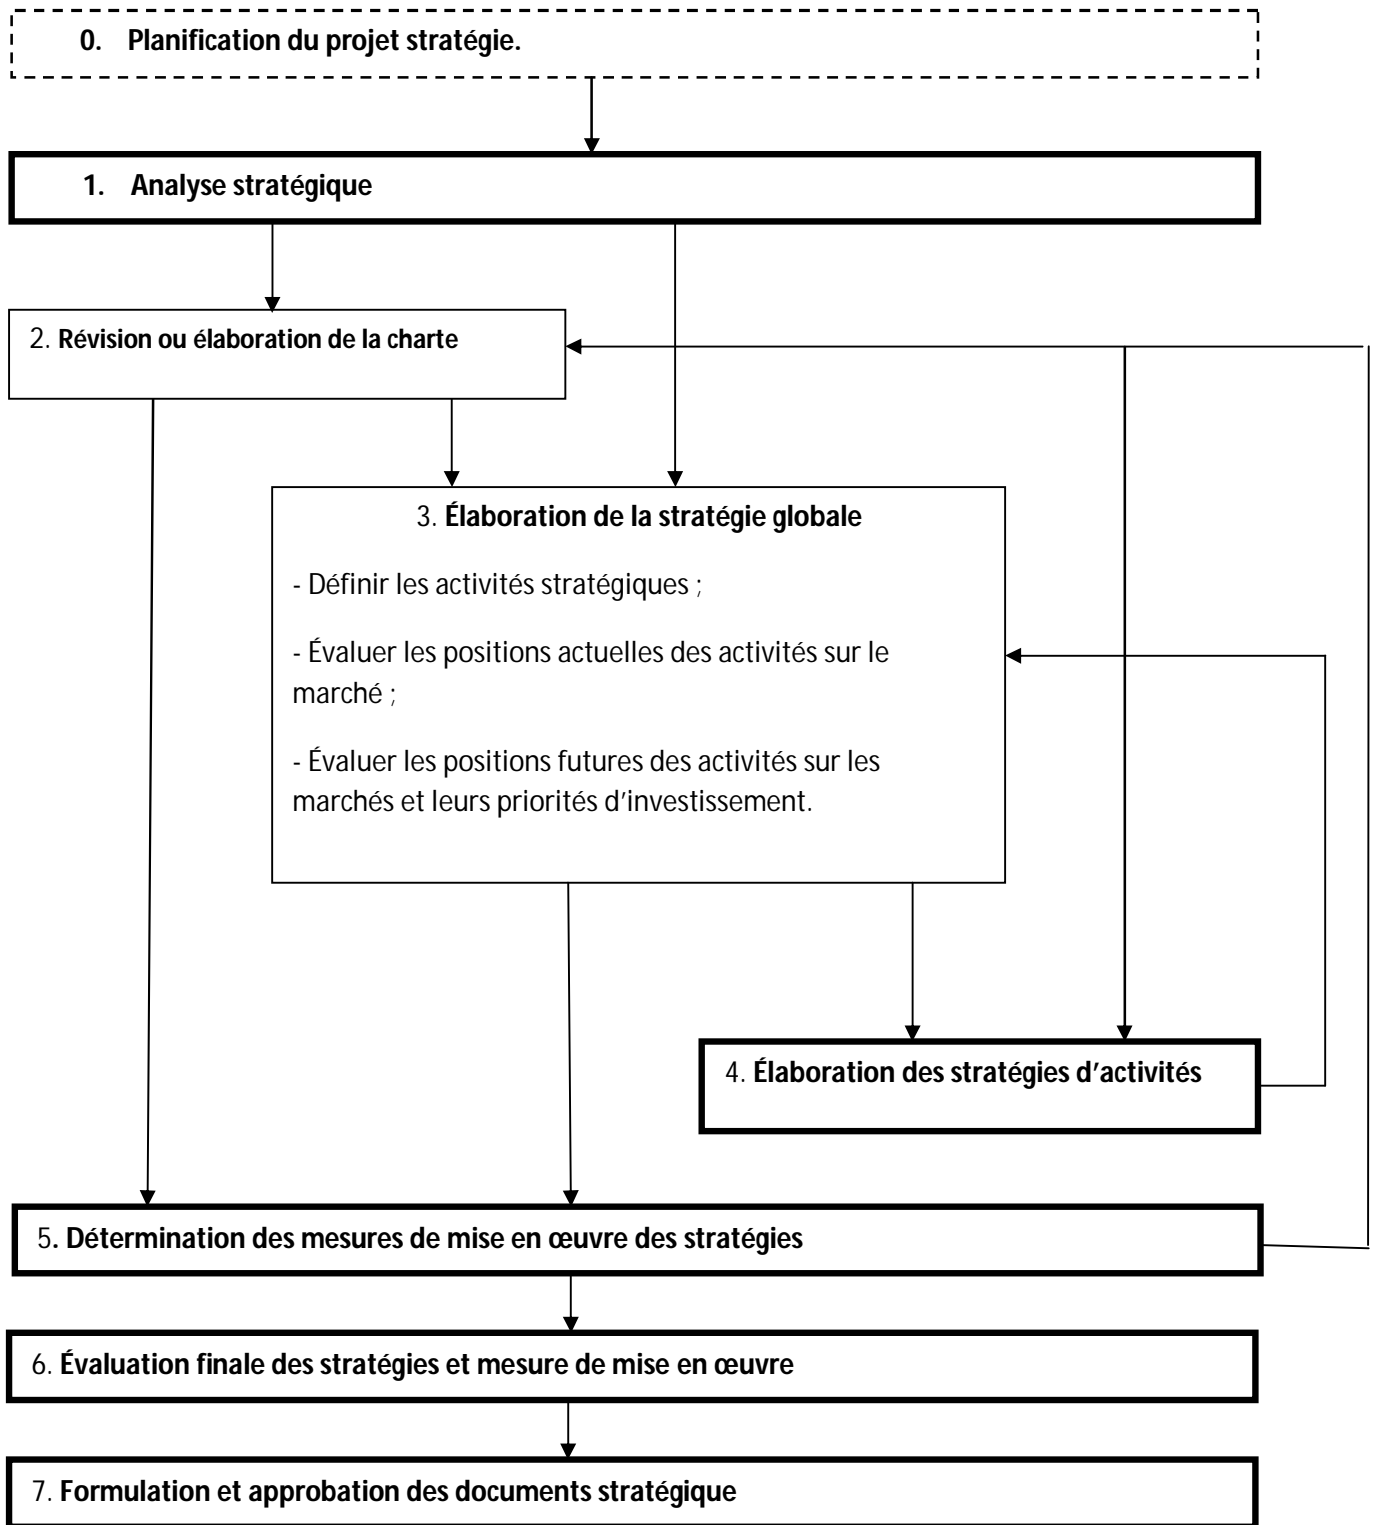 0. Planification du projet stratégie.
1. Analyse stratégique
2. Révision ou élaboration de la charte
3. Élaboration de la stratégie globale
- Définir les activités stratégiques ;
- Évaluer les positions actuelles des activités sur le
marché ;
- Évaluer les positions futures des activités sur les
marchés et leurs priorités d’investissement.
4. Élaboration des stratégies d’activités
5. Détermination des mesures de mise en œuvre des stratégies
6. Évaluation finale des stratégies et mesure de mise en œuvre
7. Formulation et approbation des documents stratégique